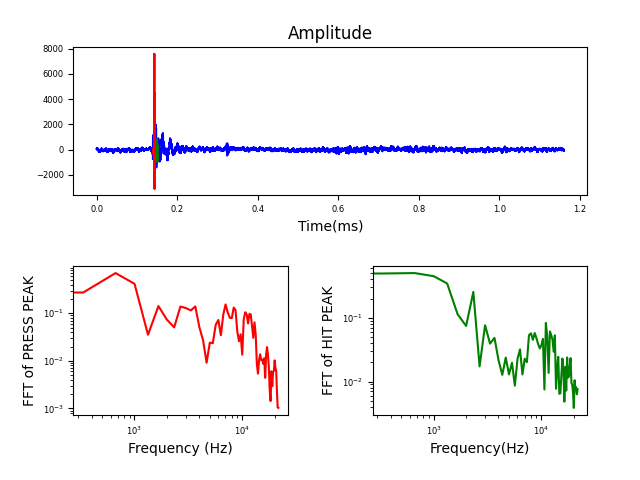 Amplitude
8000
6000
4000
2000
0
−2000
0.0 0.2 0.4 0.6 0.8 1.0 1.2
Time(ms)
FFT of PRESS PEAK
10⁻¹
10⁻²
10⁻³
10³ 10⁴
Frequency (Hz)
FFT of HIT PEAK
10⁻¹
10⁻²
10³ 10⁴
Frequency(Hz)